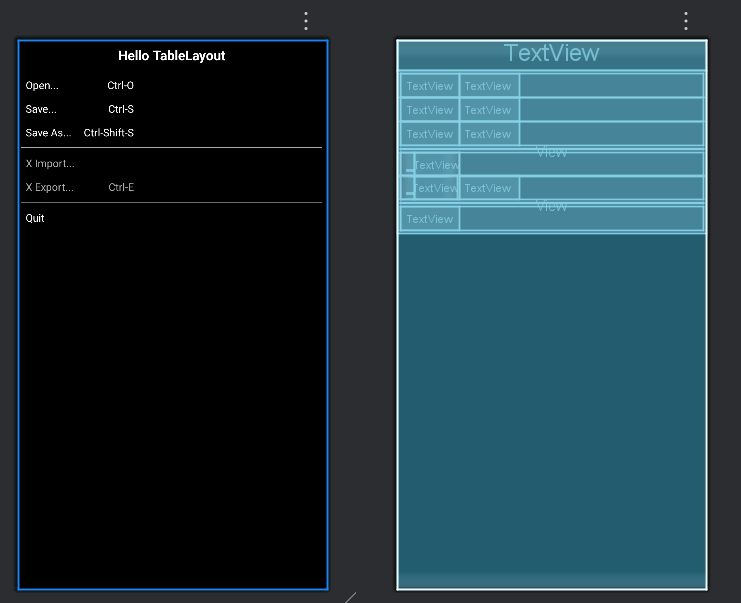 Hello TableLayout
Open... Ctrl-O
Save... Ctrl-S
Save As... Ctrl-Shift-S
X Import...
X Export... Ctrl-E
Quit
TextView
TextView TextView
TextView TextView
TextView TextView
View
TextView
TextView TextView
View
TextView